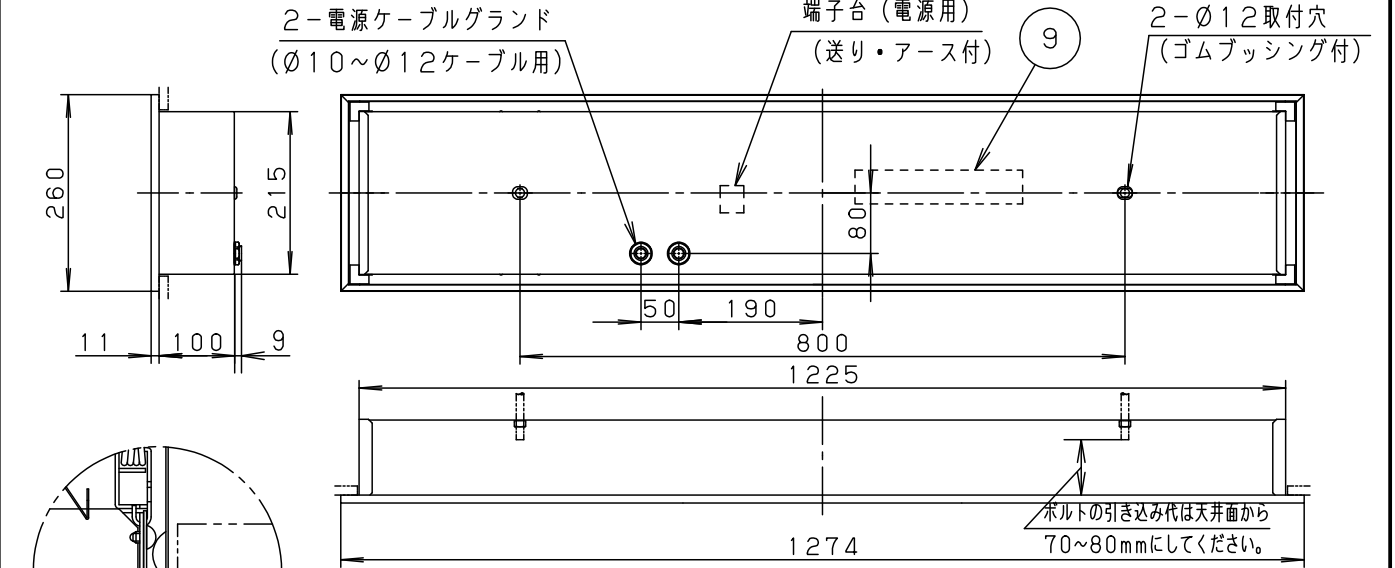 2-電源ケーブルグランド
(Ø10~Ø12ケーブル用)
端子台(電源用)
(送り・アース付)
9
2-Ø12取付穴
(ゴムブッシング付)
260
215
80
50
190
11
100
9
800
1225
ボルトの引き込み代は天井面から
70~80mmにしてください。
1274